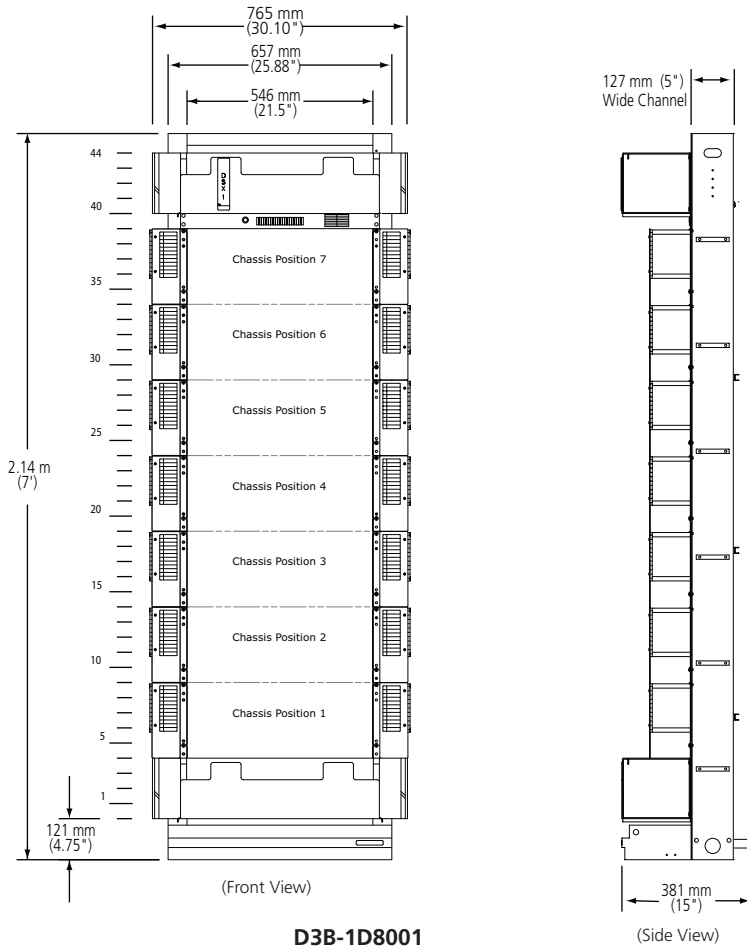 765 mm
(30.10")
657 mm
(25.88")
546 mm
(21.5")
127 mm (5")
Wide Channel
44
DSX 1
40
Chassis Position 7
35
Chassis Position 6
30
Chassis Position 5
25
2.14 m
(7')
Chassis Position 4
20
Chassis Position 3
15
Chassis Position 2
10
Chassis Position 1
5
1
121 mm
(4.75")
(Front View)
381 mm
(15")
D3B-1D8001
(Side View)